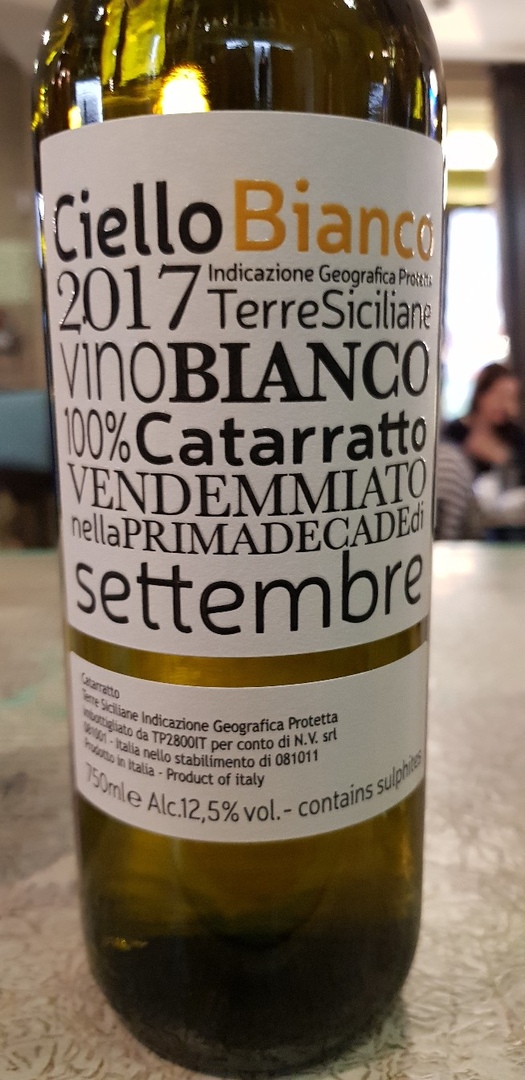 Ciello Bianco
2017 Indicazione Geografica Protetta
TerreSiciliane
vinoBIANCO
100% Catarratto
VENDEMMIATO
nellaPRIMADECADEdi
settembre
Catarratto
Terre Siciliane Indicazione Geografica Protetta
imbottigliato da TP2800IT per conto di N.V. srl
081001 - Italia nello stabilimento di 081011
Prodotto in Italia - Product of italy
750ml e Alc.12,5% vol.- contains sulphites